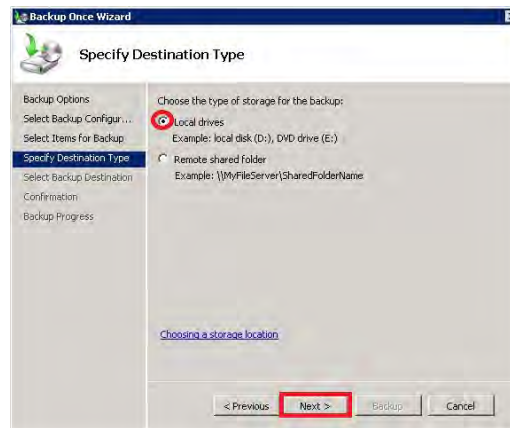 Backup Once Wizard
Specify Destination Type
Backup Options
Select Backup Configur...
Select Items for Backup
Specify Destination Type
Select Backup Destination
Confirmation
Backup Progress
Choose the type of storage for the backup:
Local drives
Example: local disk (D:), DVD drive (E:)
Remote shared folder
Example: \\MyFileServer\SharedFolderName
Choosing a storage location
< Previous Next > Backup Cancel